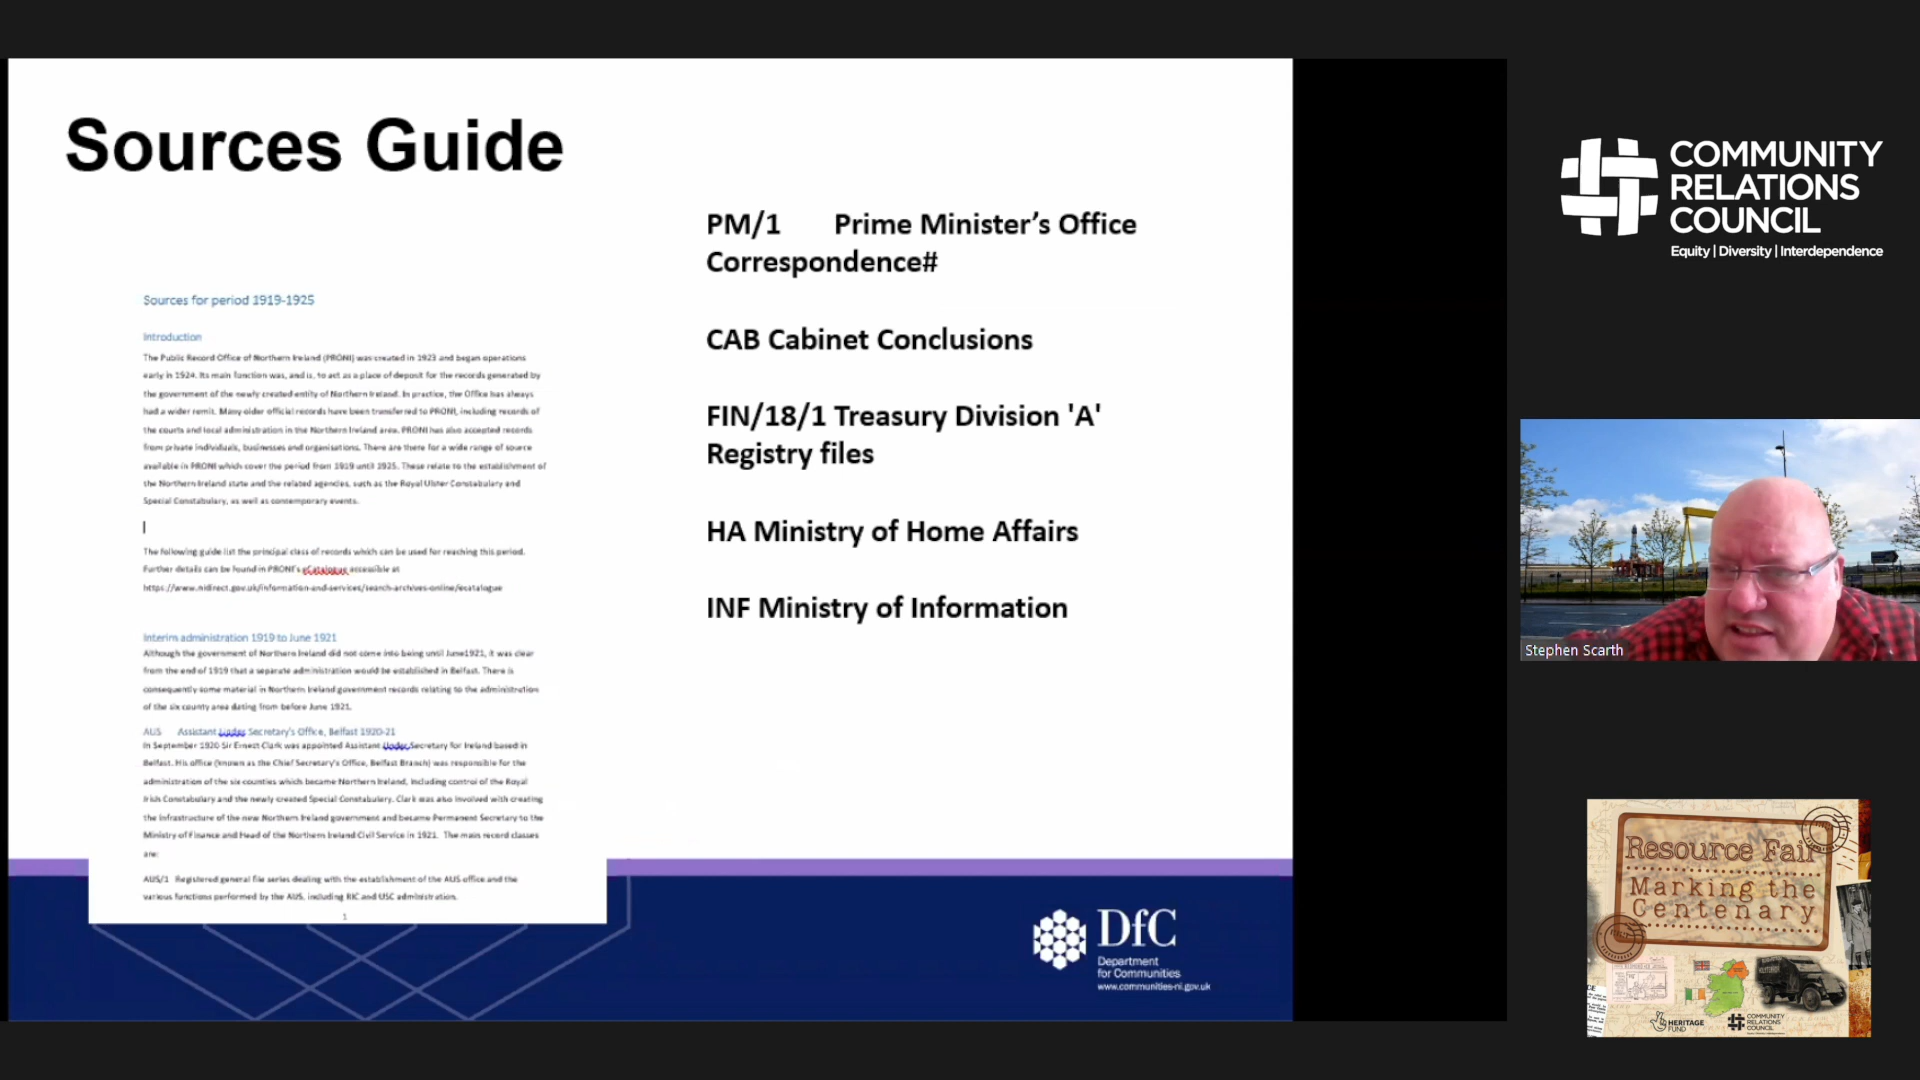 Sources Guide
Sources for period 1919-1925
Introduction
The Public Record Office of Northern Ireland (PRONI) was created in 1923 and began operations
early in 1924. Its main function was, and is, to act as a place of deposit for the records generated by
the government of the newly created entity of Northern Ireland. In practice, the Office has always
had a wider remit. Many older official records have been transferred to PRONI, including records of
the courts and local administration in the Northern Ireland area. PRONI has also accepted records
from private individuals, businesses and organisations. There are there for a wide range of source
available in PRONI which cover the period from 1919 until 1925. These relate to the establishment of
the Northern Ireland state and the related agencies, such as the Royal Ulster Constabulary and
Special Constabulary, as well as contemporary events.
The following guide list the principal class of records which can be used for reaching this period.
Further details can be found in PRONI's eCatalogue accessible at
https://www.nidirect.gov.uk/information-and-services/search-archives-online/ecatalogue
Interim administration 1919 to June 1921
Although the government of Northern Ireland did not come into being until June1921, it was clear
from the end of 1919 that a separate administration would be established in Belfast. There is
consequently some material in Northern Ireland government records relating to the administration
of the six county area dating from before June 1921.
AUS Assistant Under Secretary's Office, Belfast 1920-21
In September 1920 Sir Ernest Clark was appointed Assistant Under Secretary for Ireland based in
Belfast. His office (known as the Chief Secretary's Office, Belfast Branch) was responsible for the
administration of the six counties which became Northern Ireland, including control of the Royal
Irish Constabulary and the newly created Special Constabulary. Clark was also involved with creating
the infrastructure of the new Northern Ireland government and became Permanent Secretary to the
Ministry of Finance and Head of the Northern Ireland Civil Service in 1921. The main record classes
are:
AUS/1 Registered general file series dealing with the establishment of the AUS office and the
various functions performed by the AUS, including RIC and USC administration.
1
PM/1 Prime Minister’s Office
Correspondence#
CAB Cabinet Conclusions
FIN/18/1 Treasury Division 'A'
Registry files
HA Ministry of Home Affairs
INF Ministry of Information
DfC
Department
for Communities
www.communities-ni.gov.uk
COMMUNITY
RELATIONS
COUNCIL
Equity | Diversity | Interdependence
Stephen Scarth
Resource Fair
Marking the
Centenary
HERITAGE
FUND
COMMUNITY
RELATIONS
COUNCIL